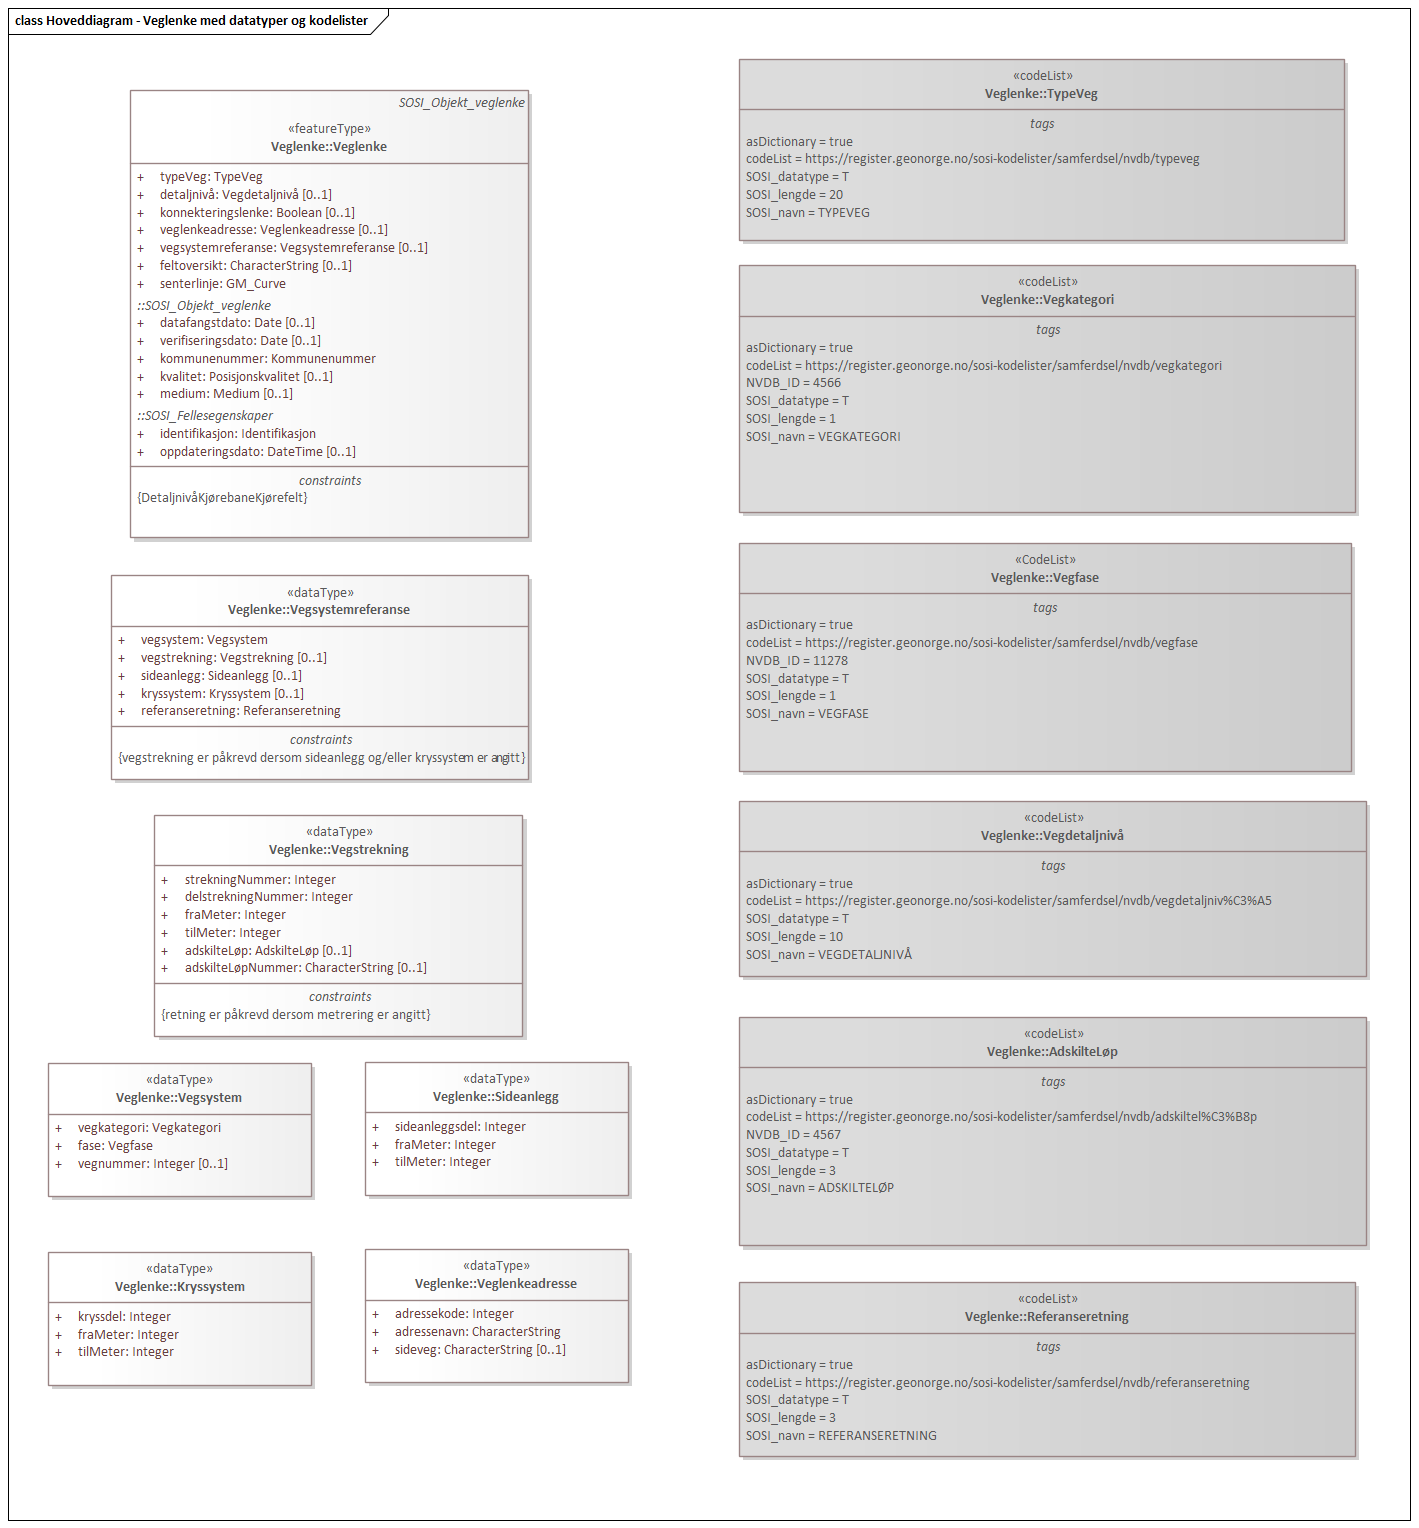 class Hoveddiagram - Veglenke med datatyper og kodelister
SOSI_Objekt_veglenke
«featureType»
Veglenke::Veglenke
+ typeVeg: TypeVeg
+ detaljnivå: Vegdetaljnivå [0..1]
+ konnekteringslenke: Boolean [0..1]
+ veglenkeadresse: Veglenkeadresse [0..1]
+ vegsystemreferanse: Vegsystemreferanse [0..1]
+ feltoversikt: CharacterString [0..1]
+ senterlinje: GM_Curve
::SOSI_Objekt_veglenke
+ datafangstdato: Date [0..1]
+ verifiseringsdato: Date [0..1]
+ kommunenummer: Kommunenummer
+ kvalitet: Posisjonskvalitet [0..1]
+ medium: Medium [0..1]
::SOSI_Fellesegenskaper
+ identifikasjon: Identifikasjon
+ oppdateringsdato: DateTime [0..1]
constraints
{DetaljnivåKjørebaneKjørefelt}
«dataType»
Veglenke::Vegsystemreferanse
+ vegsystem: Vegsystem
+ vegstrekning: Vegstrekning [0..1]
+ sideanlegg: Sideanlegg [0..1]
+ kryssystem: Kryssystem [0..1]
+ referanseretning: Referanseretning
constraints
{vegstrekning er påkrevd dersom sideanlegg og/eller kryssystem er angitt}
«dataType»
Veglenke::Vegstrekning
+ strekningNummer: Integer
+ delstrekningNummer: Integer
+ fraMeter: Integer
+ tilMeter: Integer
+ adskilteLøp: AdskilteLøp [0..1]
+ adskilteLøpNummer: CharacterString [0..1]
constraints
{retning er påkrevd dersom metrering er angitt}
«dataType»
Veglenke::Vegsystem
+ vegkategori: Vegkategori
+ fase: Vegfase
+ vegnummer: Integer [0..1]
«dataType»
Veglenke::Sideanlegg
+ sideanleggsdel: Integer
+ fraMeter: Integer
+ tilMeter: Integer
«dataType»
Veglenke::Kryssystem
+ kryssdel: Integer
+ fraMeter: Integer
+ tilMeter: Integer
«dataType»
Veglenke::Veglenkeadresse
+ adressekode: Integer
+ adressenavn: CharacterString
+ sideveg: CharacterString [0..1]
«codeList»
Veglenke::TypeVeg
tags
asDictionary = true
codeList = https://register.geonorge.no/sosi-kodelister/samferdsel/nvdb/typeveg
SOSI_datatype = T
SOSI_lengde = 20
SOSI_navn = TYPEVEG
«codeList»
Veglenke::Vegkategori
tags
asDictionary = true
codeList = https://register.geonorge.no/sosi-kodelister/samferdsel/nvdb/vegkategori
NVDB_ID = 4566
SOSI_datatype = T
SOSI_lengde = 1
SOSI_navn = VEGKATEGORI
«CodeList»
Veglenke::Vegfase
tags
asDictionary = true
codeList = https://register.geonorge.no/sosi-kodelister/samferdsel/nvdb/vegfase
NVDB_ID = 11278
SOSI_datatype = T
SOSI_lengde = 1
SOSI_navn = VEGFASE
«codeList»
Veglenke::Vegdetaljnivå
tags
asDictionary = true
codeList = https://register.geonorge.no/sosi-kodelister/samferdsel/nvdb/vegdetaljniv%C3%A5
SOSI_datatype = T
SOSI_lengde = 10
SOSI_navn = VEGDETALJNIVÅ
«codeList»
Veglenke::AdskilteLøp
tags
asDictionary = true
codeList = https://register.geonorge.no/sosi-kodelister/samferdsel/nvdb/adskiltel%C3%B8p
NVDB_ID = 4567
SOSI_datatype = T
SOSI_lengde = 3
SOSI_navn = ADSKILTELØP
«codeList»
Veglenke::Referanseretning
tags
asDictionary = true
codeList = https://register.geonorge.no/sosi-kodelister/samferdsel/nvdb/referanseretning
SOSI_datatype = T
SOSI_lengde = 3
SOSI_navn = REFERANSERETNING